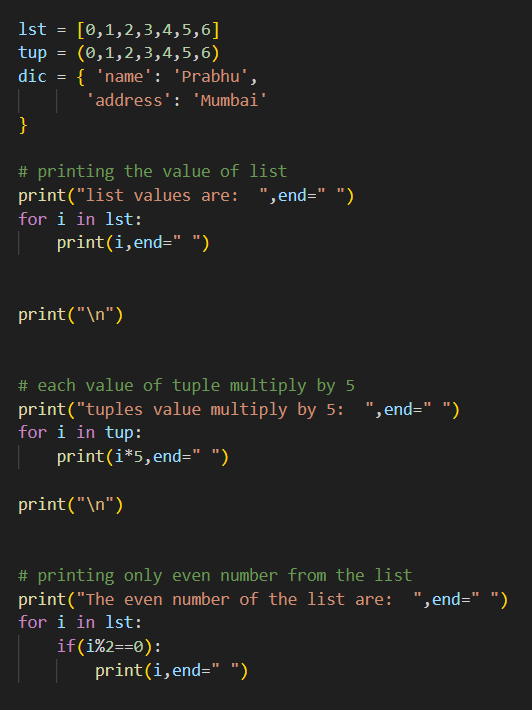 lst = [0,1,2,3,4,5,6]
tup = (0,1,2,3,4,5,6)
dic = { 'name': 'Prabhu',
       'address': 'Mumbai'
}
# printing the value of list
print("list values are:  ",end=" ")
for i in lst:
    print(i,end=" ")
print("\n")
# each value of tuple multiply by 5
print("tuples value multiply by 5:  ",end=" ")
for i in tup:
    print(i*5,end=" ")
print("\n")
# printing only even number from the list
print("The even number of the list are:  ",end=" ")
for i in lst:
    if(i%2==0):
        print(i,end=" ")